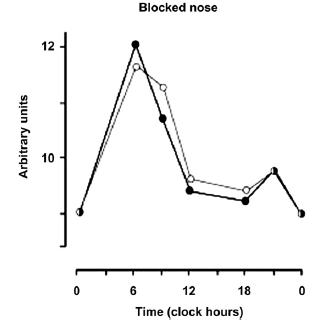 Blocked nose
12
10
Arbitrary units
0 6 12 18 0
Time (clock hours)